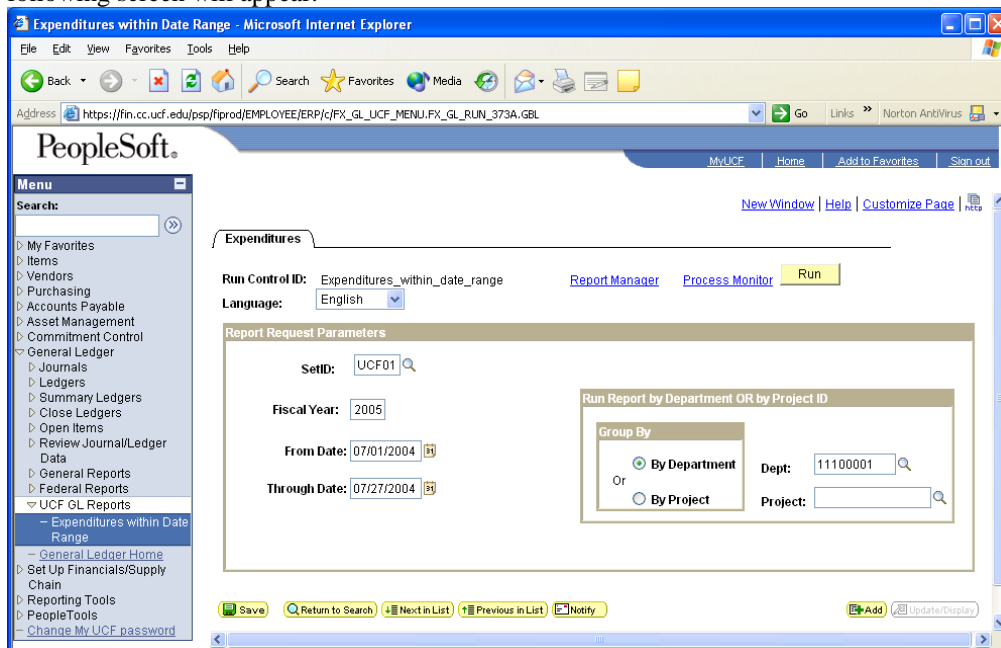 following screen will appear:
Expenditures within Date Range - Microsoft Internet Explorer
File Edit View Favorites Tools Help
Back Search Favorites Media
Address https://fin.cc.ucf.edu/psp/fiprod/EMPLOYEE/ERP/c/FX_GL_UCF_MENU.FX_GL_RUN_373A.GBL Go Links » Norton AntiVirus
PeopleSoft.
MyUCF | Home | Add to Favorites | Sign out
Menu
Search:
My Favorites
Items
Vendors
Purchasing
Accounts Payable
Asset Management
Commitment Control
General Ledger
Journals
Ledgers
Summary Ledgers
Close Ledgers
Open Items
Review Journal/Ledger
Data
General Reports
Federal Reports
UCF GL Reports
– Expenditures within Date
Range
– General Ledger Home
Set Up Financials/Supply
Chain
Reporting Tools
PeopleTools
– Change My UCF password
New Window | Help | Customize Page | http
Expenditures
Run Control ID: Expenditures_within_date_range Report Manager Process Monitor Run
Language: English
Report Request Parameters
SetID: UCF01
Fiscal Year: 2005
From Date: 07/01/2004
Through Date: 07/27/2004
Run Report by Department OR by Project ID
Group By
By Department
Or
By Project
Dept: 11100001
Project:
Save Return to Search Next in List Previous in List Notify Add Update/Display